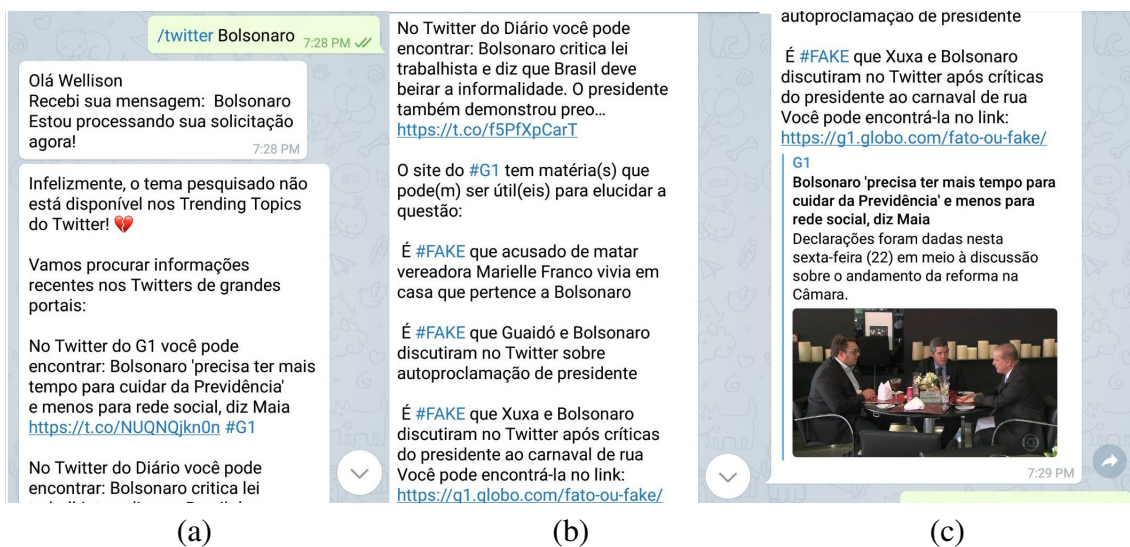 /twitter Bolsonaro 7:28 PM
Olá Wellison
Recebi sua mensagem: Bolsonaro
Estou processando sua solicitação
agora!
7:28 PM
Infelizmente, o tema pesquisado não
está disponível nos Trending Topics
do Twitter! 💔
Vamos procurar informações
recentes nos Twitters de grandes
portais:
No Twitter do G1 você pode
encontrar: Bolsonaro 'precisa ter mais
tempo para cuidar da Previdência'
e menos para rede social, diz Maia
https://t.co/NUQNQjkn0n #G1
No Twitter do Diário você pode
encontrar: Bolsonaro critica lei
(a)
No Twitter do Diário você pode
encontrar: Bolsonaro critica lei
trabalhista e diz que Brasil deve
beirar a informalidade. O presidente
também demonstrou preo...
https://t.co/f5PfXpCarT
O site do #G1 tem matéria(s) que
pode(m) ser útil(eis) para elucidar a
questão:
É #FAKE que acusado de matar
vereadora Marielle Franco vivia em
casa que pertence a Bolsonaro
É #FAKE que Guaidó e Bolsonaro
discutiram no Twitter sobre
autoproclamação de presidente
É #FAKE que Xuxa e Bolsonaro
discutiram no Twitter após críticas
do presidente ao carnaval de rua
Você pode encontrá-la no link:
https://g1.globo.com/fato-ou-fake/
(b)
autoproclamação de presidente
É #FAKE que Xuxa e Bolsonaro
discutiram no Twitter após críticas
do presidente ao carnaval de rua
Você pode encontrá-la no link:
https://g1.globo.com/fato-ou-fake/
G1
Bolsonaro 'precisa ter mais tempo para
cuidar da Previdência' e menos para
rede social, diz Maia
Declarações foram dadas nesta
sexta-feira (22) em meio à discussão
sobre o andamento da reforma na
Câmara.
7:29 PM
(c)